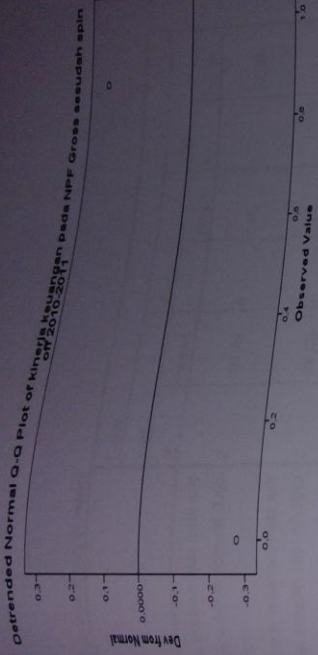 Detrended Normal Q-Q Plot of kinerja keuangan pada NPF Gross sesudah spin
off 2010-2011
Dev from Normal
0.3
0.2
0.1
0.0000
-0.1
-0.2
-0.3
0.0 0.2 0.4 0.6 0.8 1.0
Observed Value